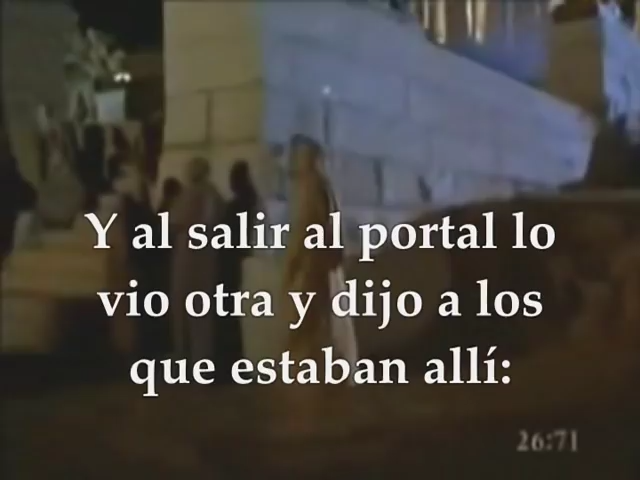 Y al salir al portal lo
vio otra y dijo a los
que estaban allí:
26:71